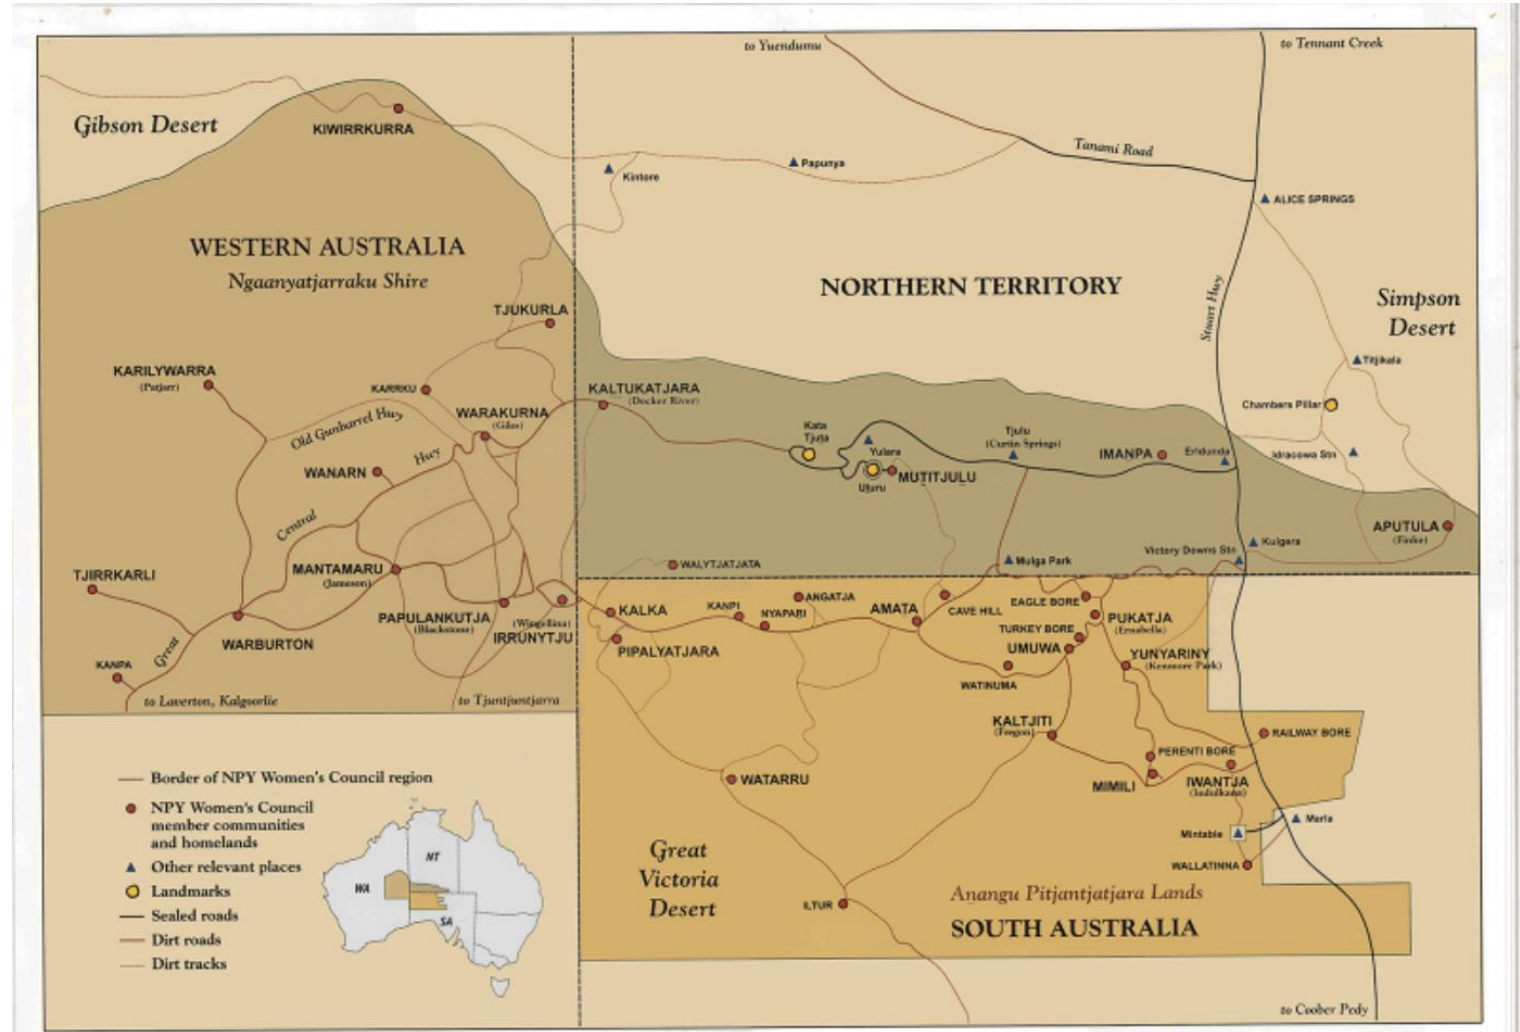 to Yuendumu
to Tennant Creek
Gibson Desert
KIWIRRKURRA
Tanami Road
Papunya
Kintore
ALICE SPRINGS
WESTERN AUSTRALIA
Ngaanyatjarraku Shire
NORTHERN TERRITORY
Stuart Hwy
Simpson
Desert
TJUKURLA
KARILYWARRA
(Patjarr)
KARRKU
Old Gunbarrel Hwy
WARAKURNA
(Giles)
KALTUKATJARA
(Docker River)
Titjikala
Chambers Pillar
Kata
Tjuṯa
Yulara
Uluṟu
MUTITJULU
Tjulu
(Curtin Springs)
IMANPA
Erldunda
Idracowa Stn
WANARN
Hwy
Central
APUTULA
(Finke)
Kulgera
Victory Downs Stn
Mulga Park
WALYTJATJATA
TJIRRKARLI
MANTAMARU
(Jameson)
PAPULANKUTJA
(Blackstone)
(Wingellina)
IRRUNYTJU
WARBURTON
Great
KANPA
to Laverton, Kalgoorlie
to Tjuntjuntjarra
KALKA
PIPALYATJARA
KANPI
NYAPARI
ANGATJA
AMATA
CAVE HILL
EAGLE BORE
PUKATJA
(Ernabella)
TURKEY BORE
UMUWA
YUNYARINY
(Kenmore Park)
WATINUMA
KALTJITI
(Fregon)
RAILWAY BORE
PERENTI BORE
MIMILI
IWANTJA
(Indulkana)
WATARRU
Mintable
Marla
WALLATINNA
Great
Victoria
Desert
ILTUR
Aṉangu Pitjantjatjara Lands
SOUTH AUSTRALIA
to Coober Pedy
Border of NPY Women's Council region
NPY Women's Council
member communities
and homelands
Other relevant places
Landmarks
Sealed roads
Dirt roads
Dirt tracks
WA
NT
SA